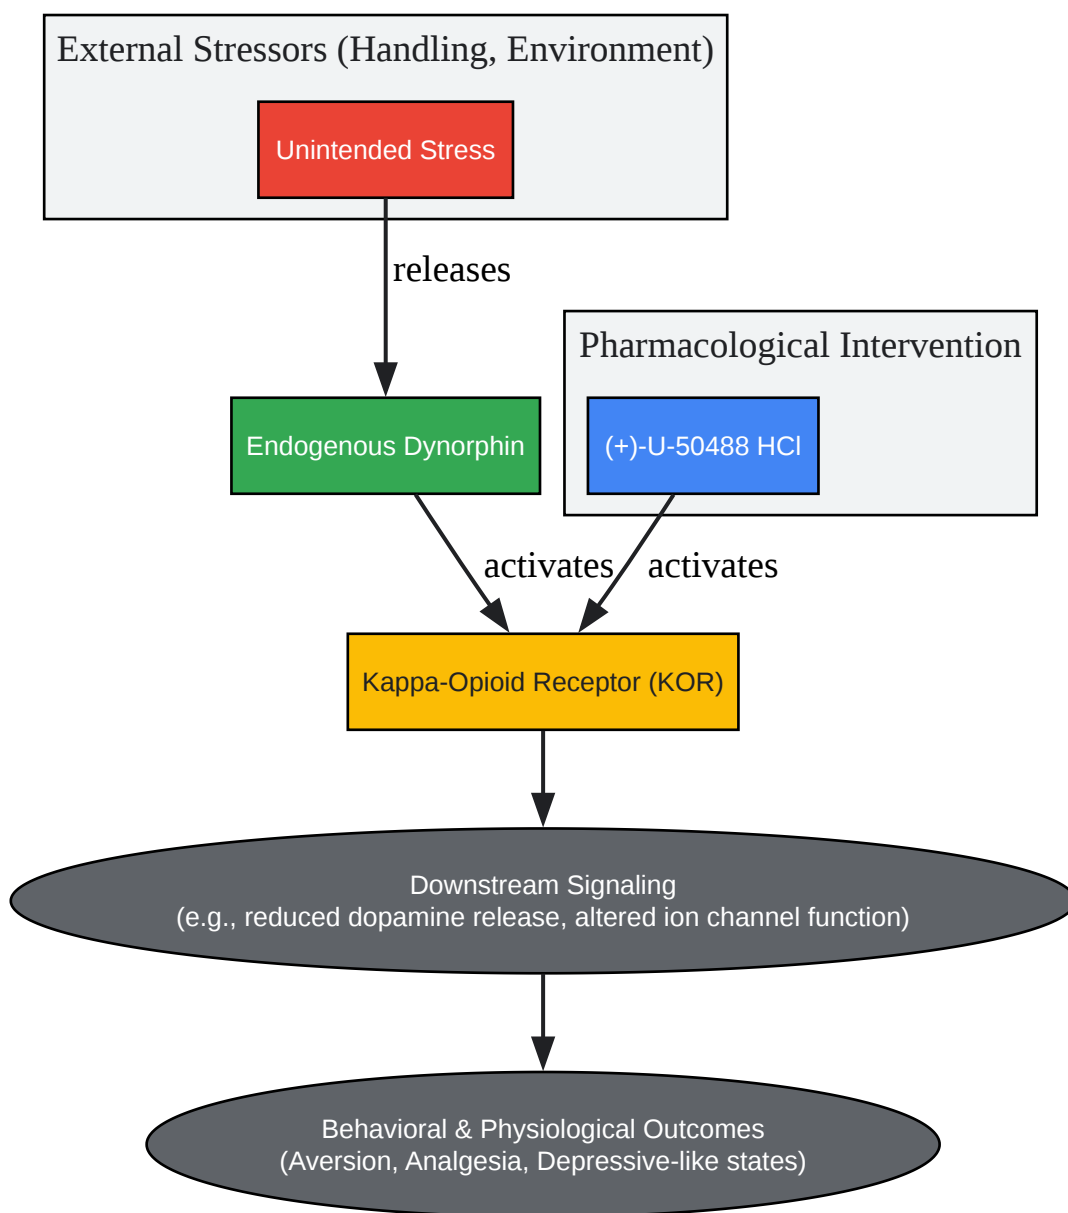 External Stressors (Handling, Environment)
Unintended Stress
releases
Pharmacological Intervention
Endogenous Dynorphin
(+)-U-50488 HCl
activates
activates
Kappa-Opioid Receptor (KOR)
Downstream Signaling
(e.g., reduced dopamine release, altered ion channel function)
Behavioral & Physiological Outcomes
(Aversion, Analgesia, Depressive-like states)